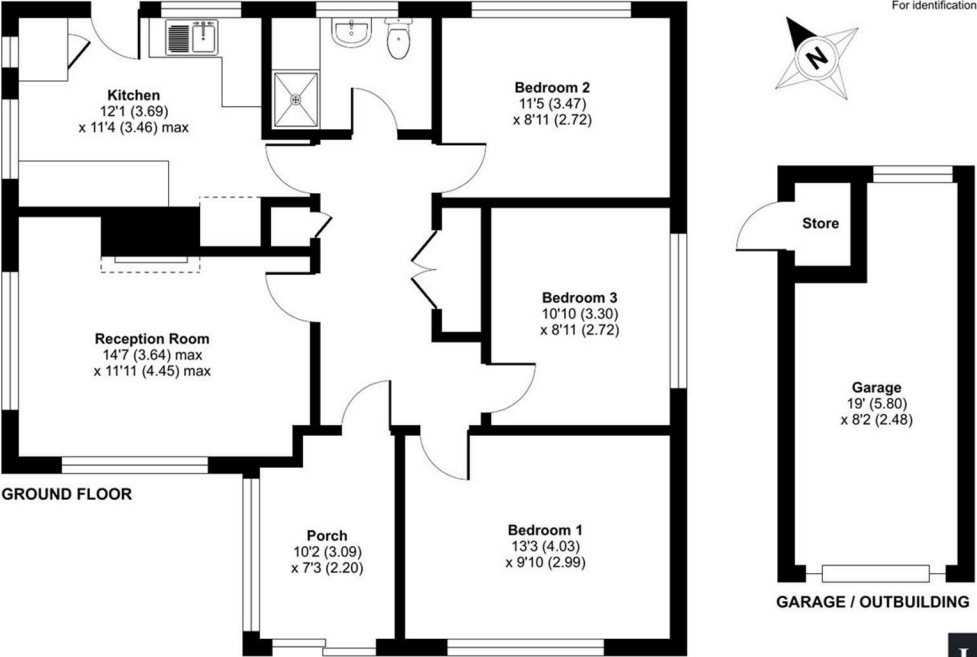 For identification
N
Kitchen
12'1 (3.69)
x 11'4 (3.46) max
Bedroom 2
11'5 (3.47)
x 8'11 (2.72)
Store
Bedroom 3
10'10 (3.30)
x 8'11 (2.72)
Reception Room
14'7 (3.64) max
x 11'11 (4.45) max
Garage
19' (5.80)
x 8'2 (2.48)
GROUND FLOOR
Porch
10'2 (3.09)
x 7'3 (2.20)
Bedroom 1
13'3 (4.03)
x 9'10 (2.99)
GARAGE / OUTBUILDING